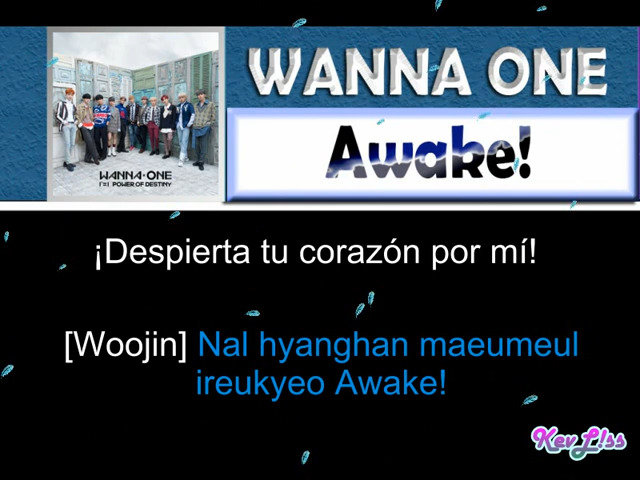 WANNA ONE
WANNA·ONE
1¹¹=1 POWER OF DESTINY
Awake!
¡Despierta tu corazón por mí!
[Woojin] Nal hyanghan maeumeul
ireukyeo Awake!
KevL!ss